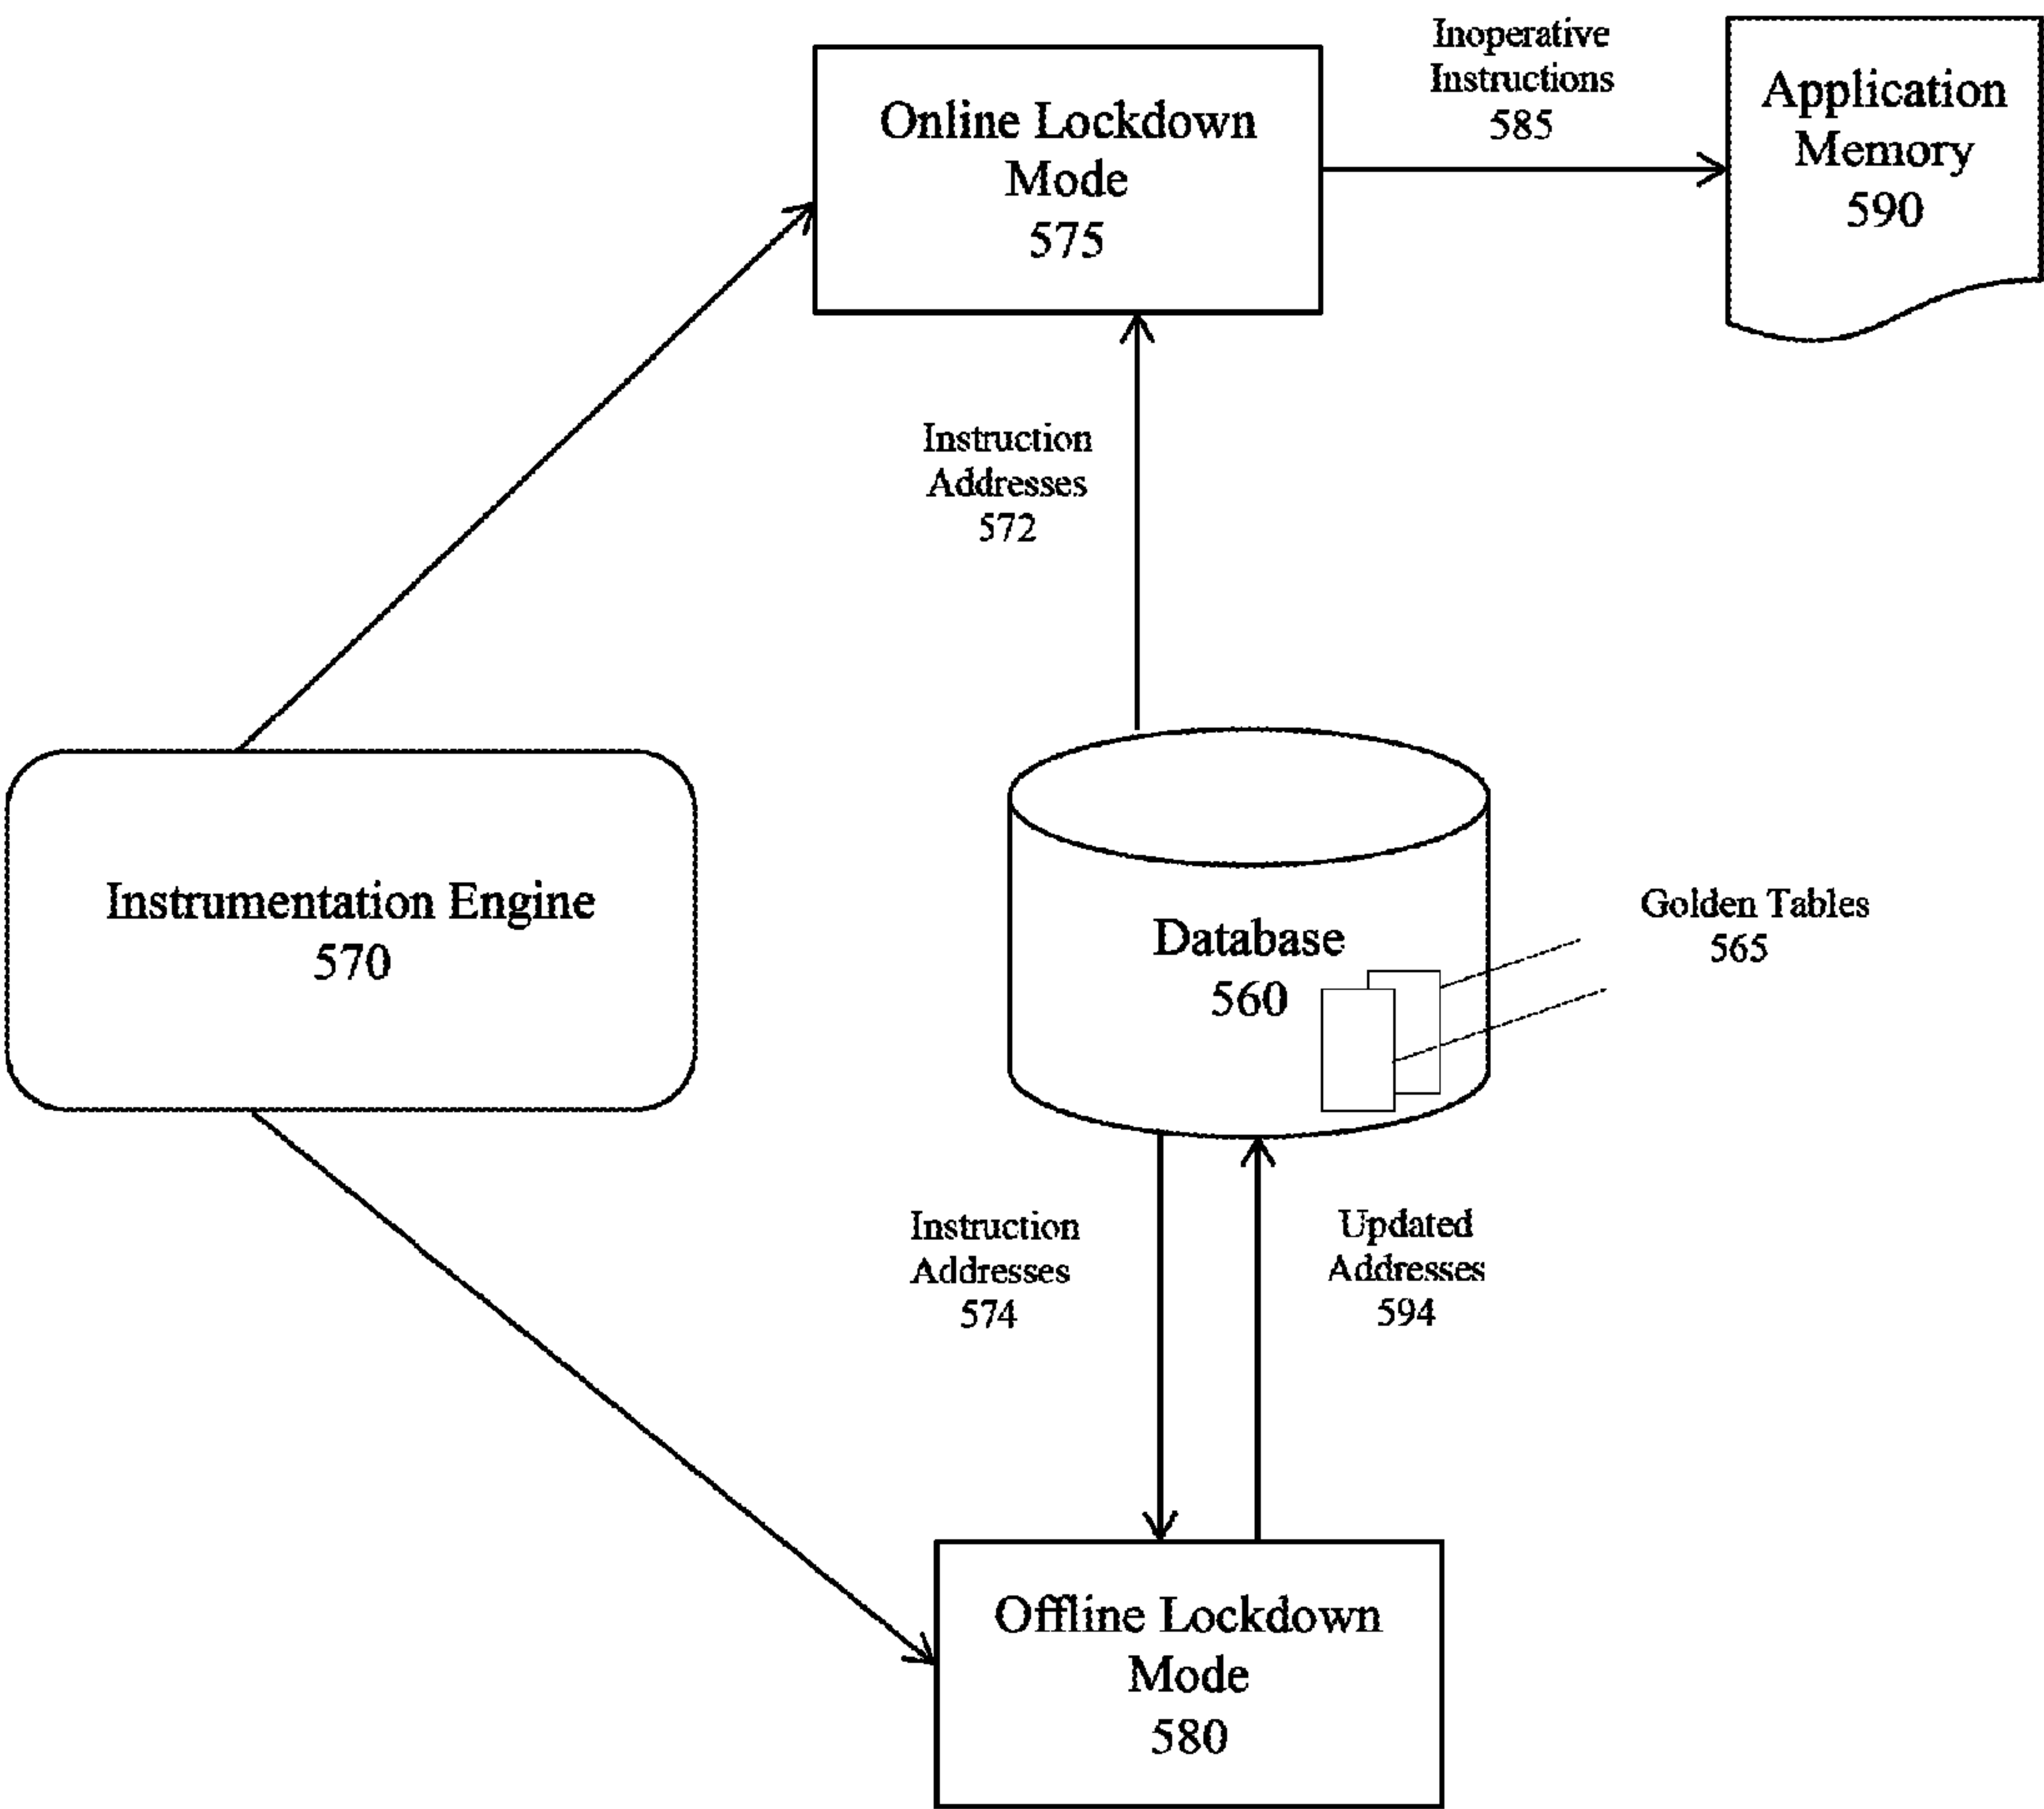 Inoperative
Instructions
585
Application
Memory
590
Online Lockdown
Mode
575
Instruction
Addresses
572
Instrumentation Engine
570
Database
560
Golden Tables
565
Instruction
Addresses
574
Updated
Addresses
594
Offline Lockdown
Mode
580